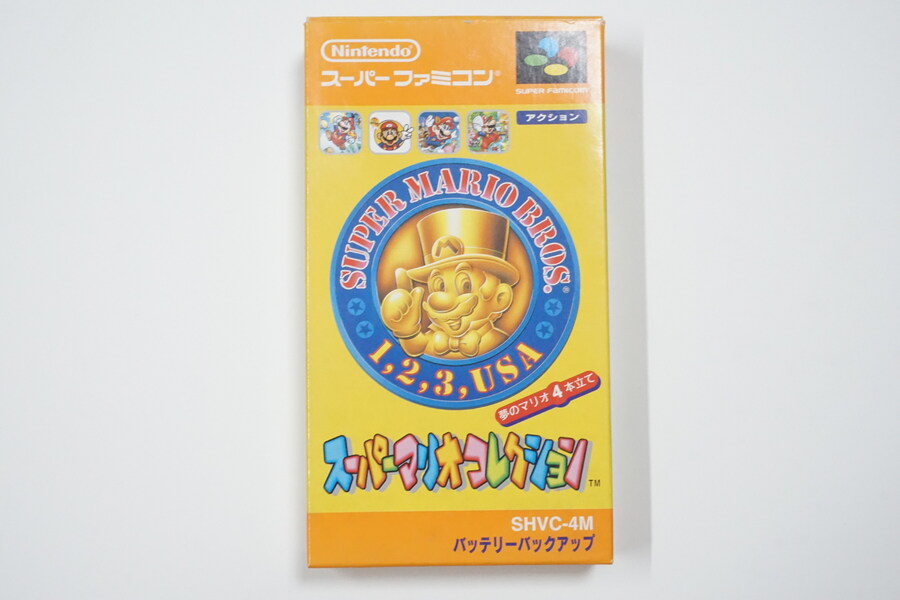 Nintendo®
スーパーファミコン®
SUPER FAMICOM
アクション
SUPER MARIO BROS.®
1, 2, 3, USA
夢のマリオ4本立て
スーパーマリオコレクション™
SHVC-4M
バッテリーバックアップ